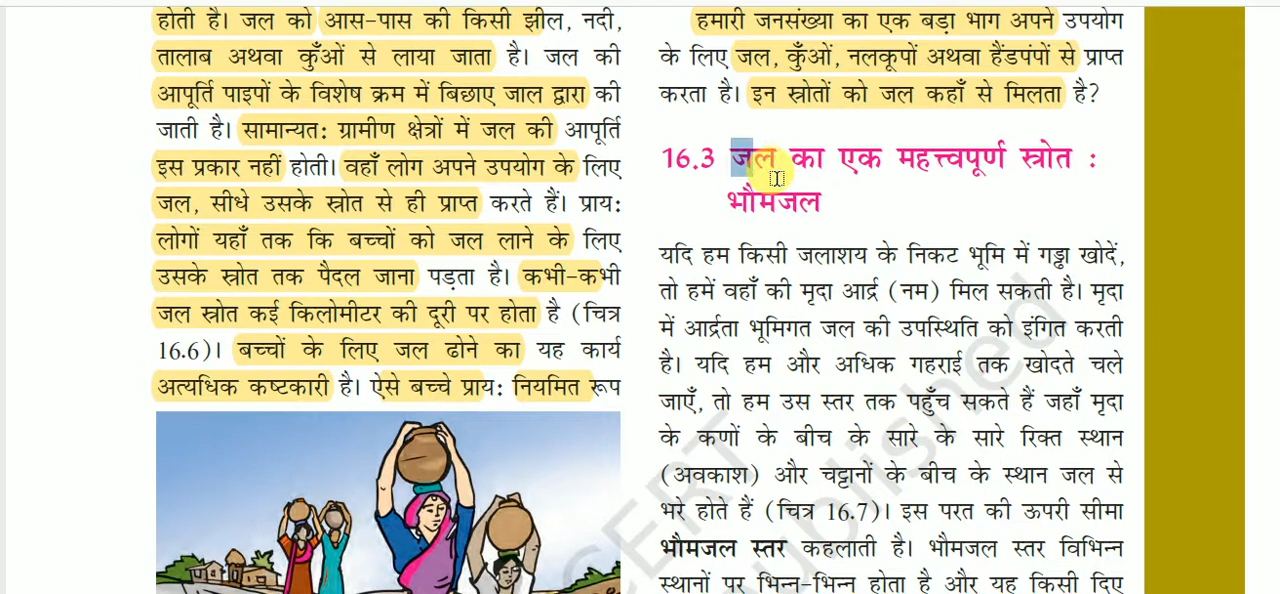 होती है। जल को आस-पास की किसी झील, नदी,
तालाब अथवा कुँओं से लाया जाता है। जल की
आपूर्ति पाइपों के विशेष क्रम में बिछाए जाल द्वारा की
जाती है। सामान्यत: ग्रामीण क्षेत्रों में जल की आपूर्ति
इस प्रकार नहीं होती। वहाँ लोग अपने उपयोग के लिए
जल, सीधे उसके स्रोत से ही प्राप्त करते हैं। प्राय:
लोगों यहाँ तक कि बच्चों को जल लाने के लिए
उसके स्रोत तक पैदल जाना पड़ता है। कभी-कभी
जल स्रोत कई किलोमीटर की दूरी पर होता है (चित्र
16.6)। बच्चों के लिए जल ढोने का यह कार्य
अत्यधिक कष्टकारी है। ऐसे बच्चे प्राय: नियमित रूप
हमारी जनसंख्या का एक बड़ा भाग अपने उपयोग
के लिए जल, कुँओं, नलकूपों अथवा हैंडपंपों से प्राप्त
करता है। इन स्रोतों को जल कहाँ से मिलता है?
16.3 जल का एक महत्त्वपूर्ण स्रोत :
भौमजल
यदि हम किसी जलाशय के निकट भूमि में गड्ढा खोदें,
तो हमें वहाँ की मृदा आर्द्र (नम) मिल सकती है। मृदा
में आर्द्रता भूमिगत जल की उपस्थिति को इंगित करती
है। यदि हम और अधिक गहराई तक खोदते चले
जाएँ, तो हम उस स्तर तक पहुँच सकते हैं जहाँ मृदा
के कणों के बीच के सारे के सारे रिक्त स्थान
(अवकाश) और चट्टानों के बीच के स्थान जल से
भरे होते हैं (चित्र 16.7)। इस परत की ऊपरी सीमा
भौमजल स्तर कहलाती है। भौमजल स्तर विभिन्न
स्थानों पर भिन्न-भिन्न होता है और यह किसी दिए